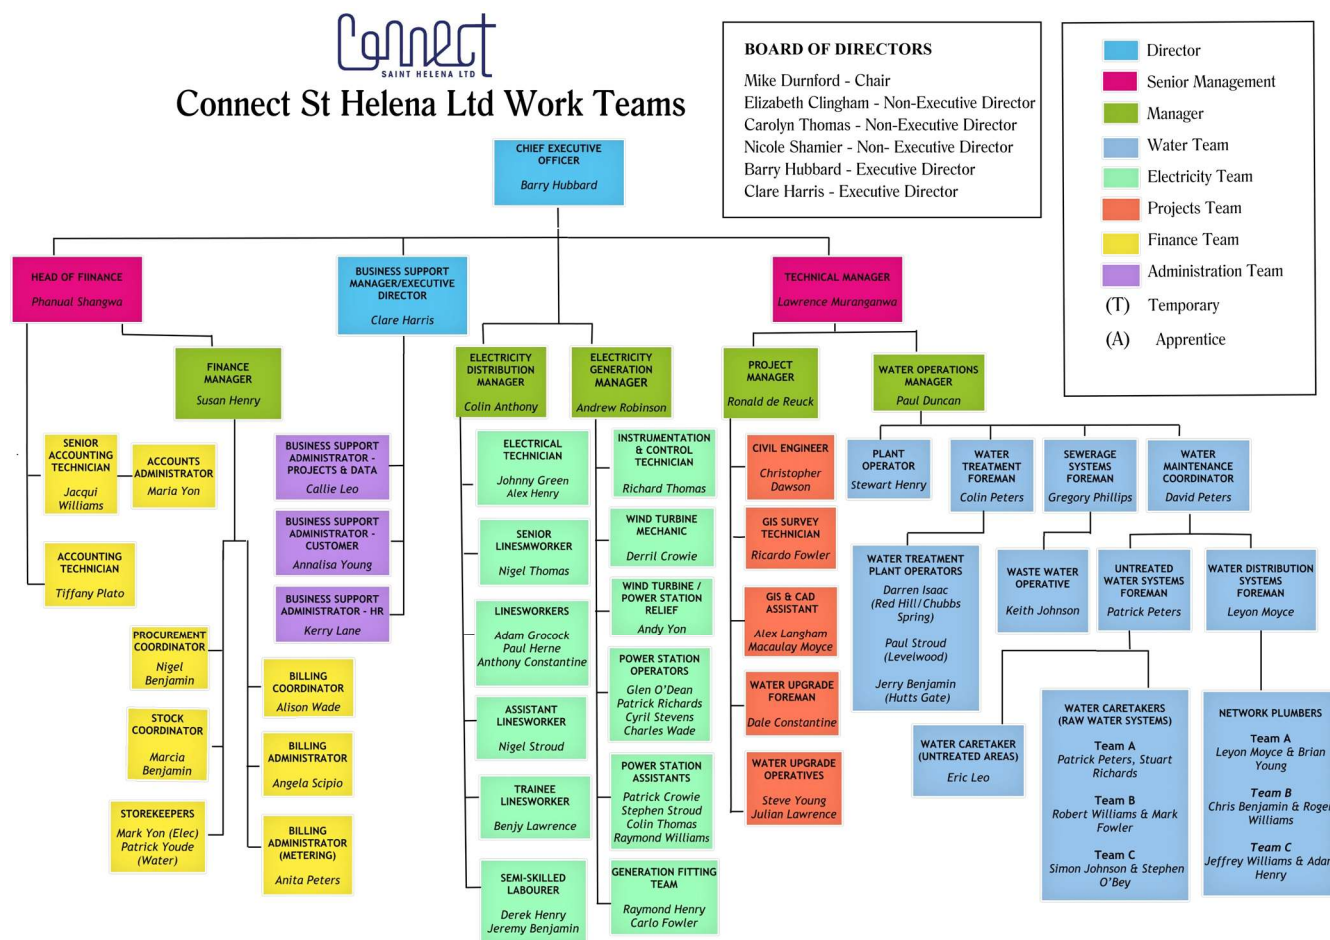 Connect
SAINT HELENA LTD
Connect St Helena Ltd Work Teams
BOARD OF DIRECTORS
Mike Durnford - Chair
Elizabeth Clingham - Non-Executive Director
Carolyn Thomas - Non-Executive Director
Nicole Shamier - Non- Executive Director
Barry Hubbard - Executive Director
Clare Harris - Executive Director
Director
Senior Management
Manager
Water Team
Electricity Team
Projects Team
Finance Team
Administration Team
(T) Temporary
(A) Apprentice
CHIEF EXECUTIVE
OFFICER
Barry Hubbard
HEAD OF FIINANCE
Phanual Shangwa
BUSINESS SUPPORT
MANAGER/EXECUTIVE
DIRECTOR
Clare Harris
TECHNICAL MANAGER
Lawrence Muranganwa
FINANCE
MANAGER
Susan Henry
ELECTRICITY
DISTRIBUTION
MANAGER
Colin Anthony
ELECTRICITY
GENERATION
MANAGER
Andrew Robinson
PROJECT
MANAGER
Ronald de Reuck
WATER OPERATIONS
MANAGER
Paul Duncan
SENIOR
ACCOUNTING
TECHNICIAN
Jacqui
Williams
ACCOUNTS
ADMINISTRATOR
Maria Yon
ACCOUNTING
TECHNICIAN
Tiffany Plato
PROCUREMENT
COORDINATOR
Nigel
Benjamin
STOCK
COORDINATOR
Marcia
Benjamin
STOREKEEPERS
Mark Yon (Elec)
Patrick Youde
(Water)
BILLING
COORDINATOR
Alison Wade
BILLING
ADMINISTRATOR
Angela Scipio
BILLING
ADMINISTRATOR
(METERING)
Anita Peters
BUSINESS SUPPORT
ADMINISTRATOR -
PROJECTS & DATA
Callie Leo
BUSINESS SUPPORT
ADMINISTRATOR -
CUSTOMER
Annalisa Young
BUSINESS SUPPORT
ADMINISTRATOR - HR
Kerry Lane
ELECTRICAL
TECHNICIAN
Johnny Green
Alex Henry
SENIOR
LINESMWORKER
Nigel Thomas
LINESWORKERS
Adam Grocock
Paul Herne
Anthony Constantine
ASSISTANT
LINESWORKER
Nigel Stroud
TRAINEE
LINESWORKER
Benjy Lawrence
SEMI-SKILLED
LABOURER
Derek Henry
Jeremy Benjamin
INSTRUMENTATION
& CONTROL
TECHNICIAN
Richard Thomas
WIND TURBINE
MECHANIC
Derril Crowie
WIND TURBINE /
POWER STATION
RELIEF
Andy Yon
POWER STATION
OPERATORS
Glen O'Dean
Patrick Richards
Cyril Stevens
Charles Wade
POWER STATION
ASSISTANTS
Patrick Crowie
Stephen Stroud
Colin Thomas
Raymond Williams
GENERATION FITTING
TEAM
Raymond Henry
Carlo Fowler
CIVIL ENGINEER
Christopher
Dawson
GIS SURVEY
TECHNICIAN
Ricardo Fowler
GIS & CAD
ASSISTANT
Alex Langham
Macaulay Moyce
WATER UPGRADE
FOREMAN
Dale Constantine
WATER UPGRADE
OPERATIVES
Steve Young
Julian Lawrence
PLANT
OPERATOR
Stewart Henry
WATER
TREATMENT
FOREMAN
Colin Peters
SEWERAGE
SYSTEMS
FOREMAN
Gregory Phillips
WATER
MAINTENANCE
COORDINATOR
David Peters
WATER TREATMENT
PLANT OPERATORS
Darren Isaac
(Red Hill/Chubbs
Spring)
Paul Stroud
(Levelwood)
Jerry Benjamin
(Hutts Gate)
WASTE WATER
OPERATIVE
Keith Johnson
UNTREATED
WATER SYSTEMS
FOREMAN
Patrick Peters
WATER DISTRIBUTION
SYSTEMS
FOREMAN
Leyon Moyce
WATER CARETAKER
(UNTREATED AREAS)
Eric Leo
WATER CARETAKERS
(RAW WATER SYSTEMS)
Team A
Patrick Peters, Stuart
Richards
Team B
Robert Williams & Mark
Fowler
Team C
Simon Johnson & Stephen
O'Bey
NETWORK PLUMBERS
Team A
Leyon Moyce & Brian
Young
Team B
Chris Benjamin & Roger
Williams
Team C
Jeffrey Williams & Adam
Henry